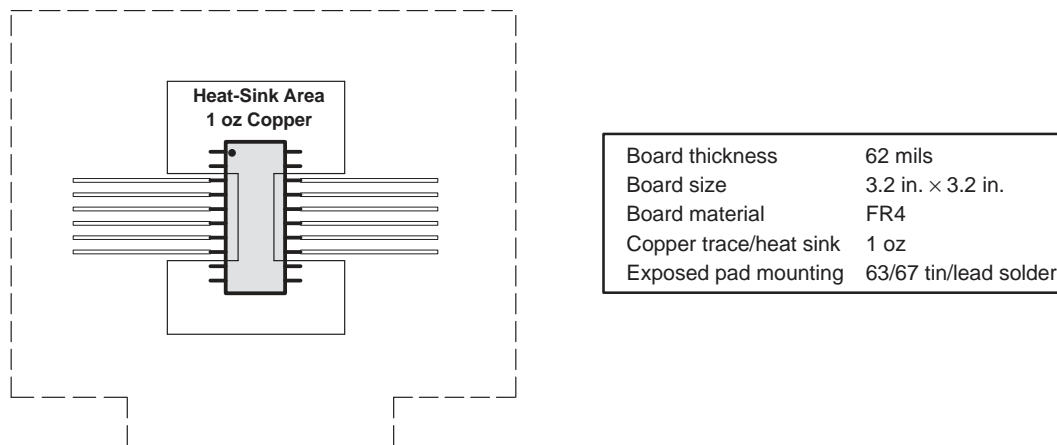 Heat-Sink Area
1 oz Copper
Board thickness 62 mils
Board size 3.2 in. × 3.2 in.
Board material FR4
Copper trace/heat sink 1 oz
Exposed pad mounting 63/67 tin/lead solder